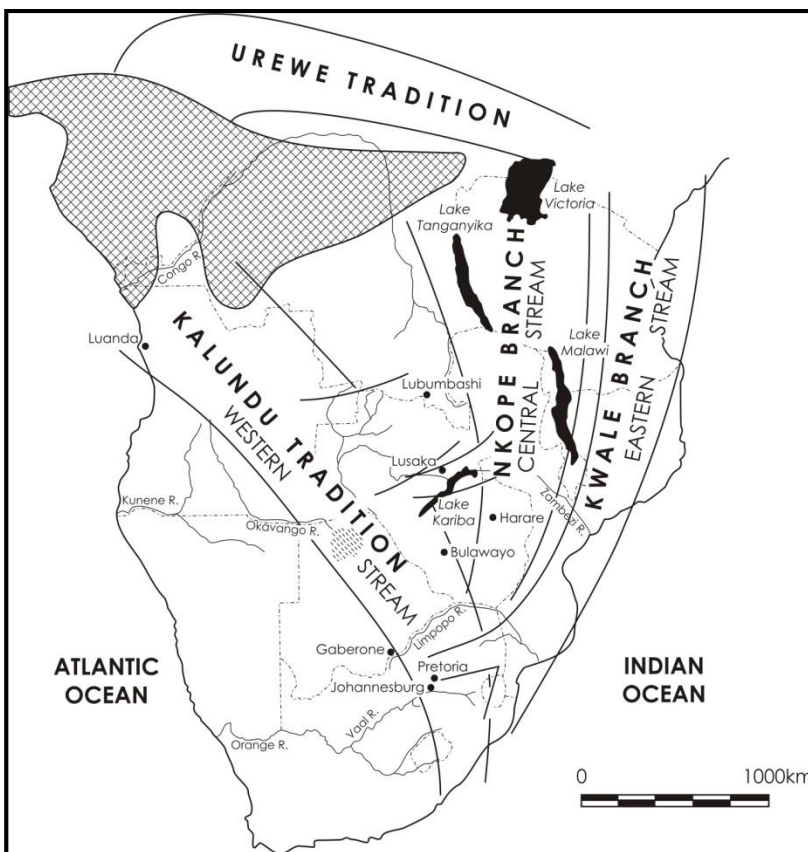 UREWE TRADITION
Lake
Victoria
Lake
Tanganyika
Congo R.
NKOPE BRANCH
CENTRAL STREAM
KWALE BRANCH
EASTERN STREAM
Luanda
KALUNDU TRADITION
WESTERN STREAM
Lake
Malawi
Lubumbashi
Lusaka
Lake
Kariba
Zambezi R.
Kunene R.
Okavango R.
Harare
Bulawayo
Limpopo R.
Gaberone
Pretoria
Johannesburg
ATLANTIC
OCEAN
INDIAN
OCEAN
Vaal R.
Orange R.
0 1000km